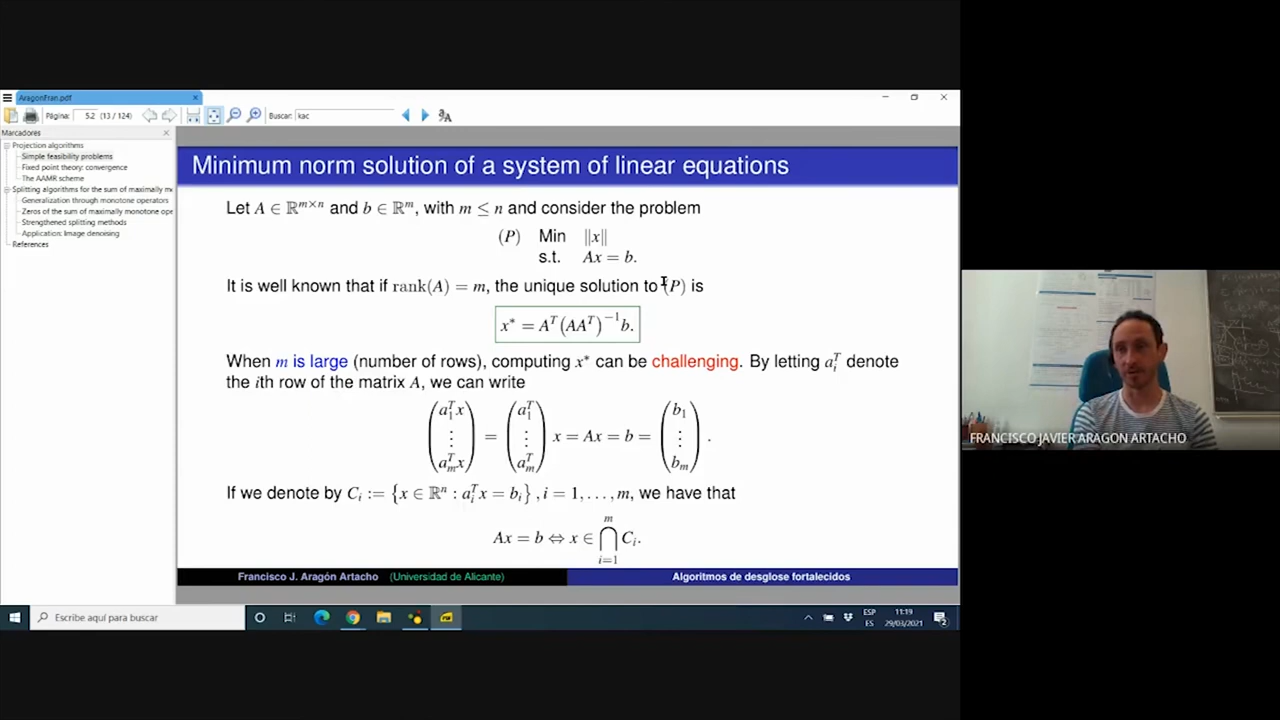 AragonFran.pdf
Página: 5.2 (13 / 124) Buscar: kac
Marcadores
Projection algorithms
Simple feasibility problems
Fixed point theory: convergence
The AAMR scheme
Splitting algorithms for the sum of maximally m
Generalization through monotone operators
Zeros of the sum of maximally monotone ope
Strengthened splitting methods
Application: Image denoising
References
Minimum norm solution of a system of linear equations
Let A ∈ ℝ^{m×n} and b ∈ ℝ^m, with m ≤ n and consider the problem
(P) Min ‖x‖
s.t. Ax = b.
It is well known that if rank(A) = m, the unique solution to (P) is
x* = A^T (AA^T)^{-1} b.
When m is large (number of rows), computing x* can be challenging. By letting a_i^T denote
the ith row of the matrix A, we can write
(a_1^T x ⋮ a_m^T x) = (a_1^T ⋮ a_m^T) x = Ax = b = (b_1 ⋮ b_m).
If we denote by C_i := {x ∈ ℝ^n : a_i^T x = b_i}, i = 1, . . . , m, we have that
Ax = b ⇔ x ∈ ⋂_{i=1}^m C_i.
Francisco J. Aragón Artacho (Universidad de Alicante) Algoritmos de desglose fortalecidos
FRANCISCO JAVIER ARAGON ARTACHO
Escribe aquí para buscar
ESP
ES
11:19
29/03/2021
2